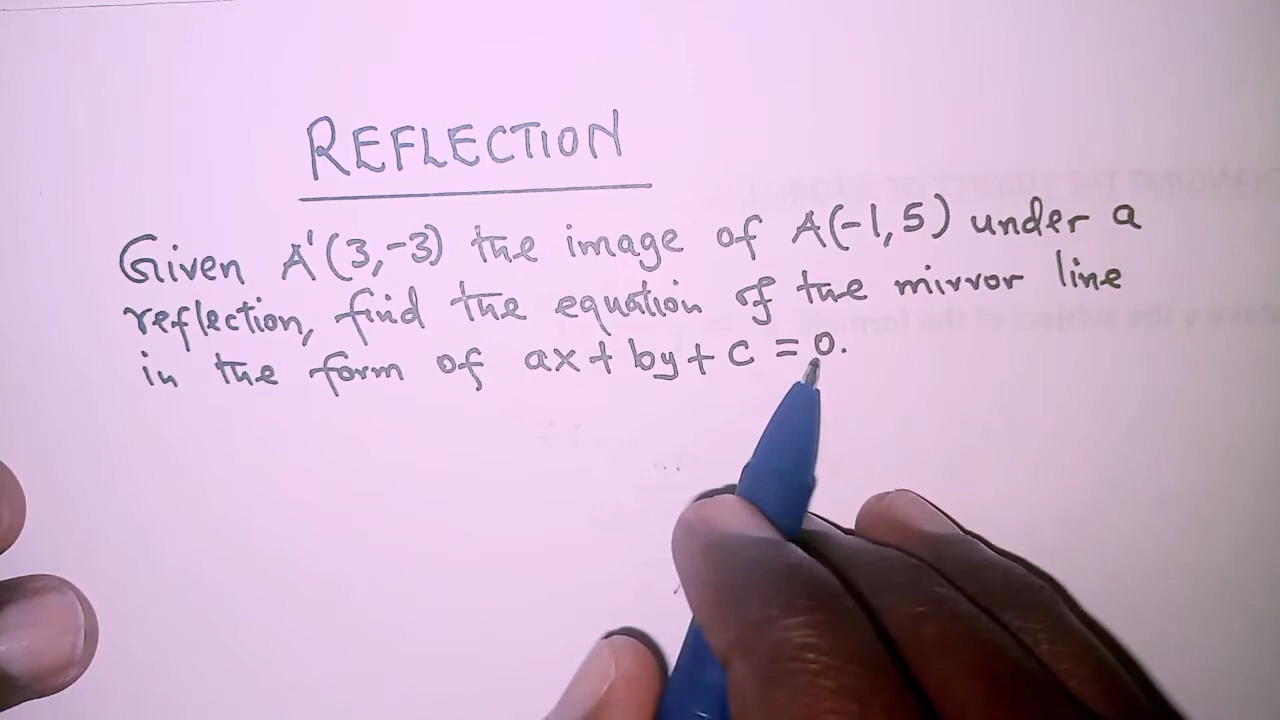 REFLECTION
Given A'(3,-3) the image of A(-1,5) under a
reflection, find the equation of the mirror line
in the form of ax + by + c = 0.